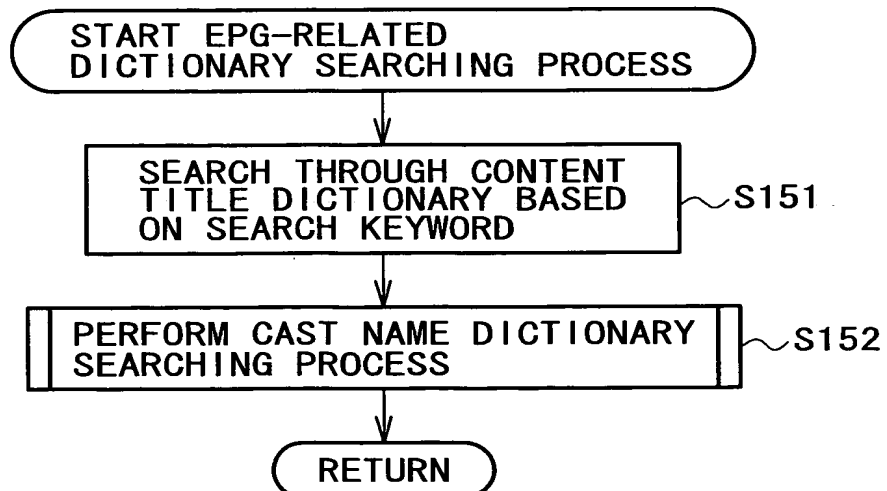 START EPG-RELATED
DICTIONARY SEARCHING PROCESS
SEARCH THROUGH CONTENT
TITLE DICTIONARY BASED
ON SEARCH KEYWORD
S151
PERFORM CAST NAME DICTIONARY
SEARCHING PROCESS
S152
RETURN